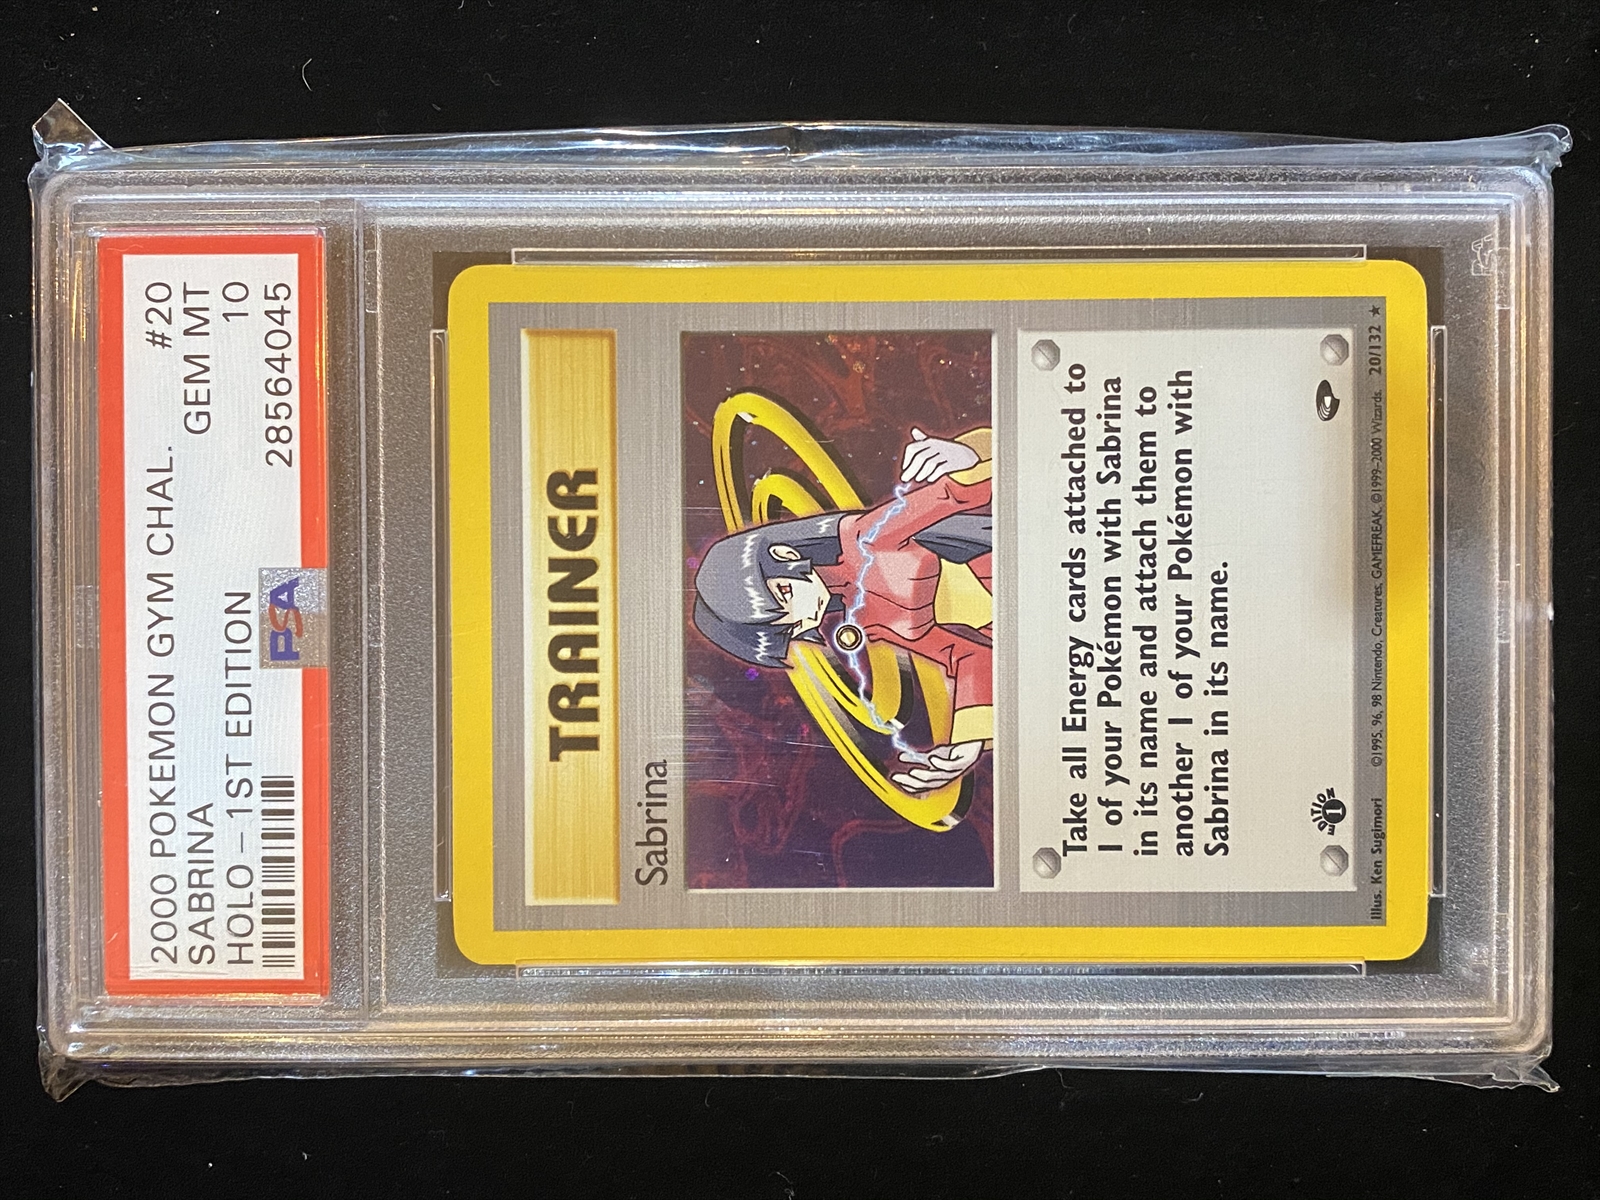 2000 POKEMON GYM CHAL. #20
SABRINA GEM MT
HOLO - 1ST EDITION 10
28564045
PSA
TRAINER
Sabrina
Take all Energy cards attached to
1 of your Pokémon with Sabrina
in its name and attach them to
another 1 of your Pokémon with
Sabrina in its name.
EDITION
1
Illus. Ken Sugimori ©1995, 96, 98 Nintendo, Creatures, GAMEFREAK. ©1999-2000 Wizards. 20/132 ★